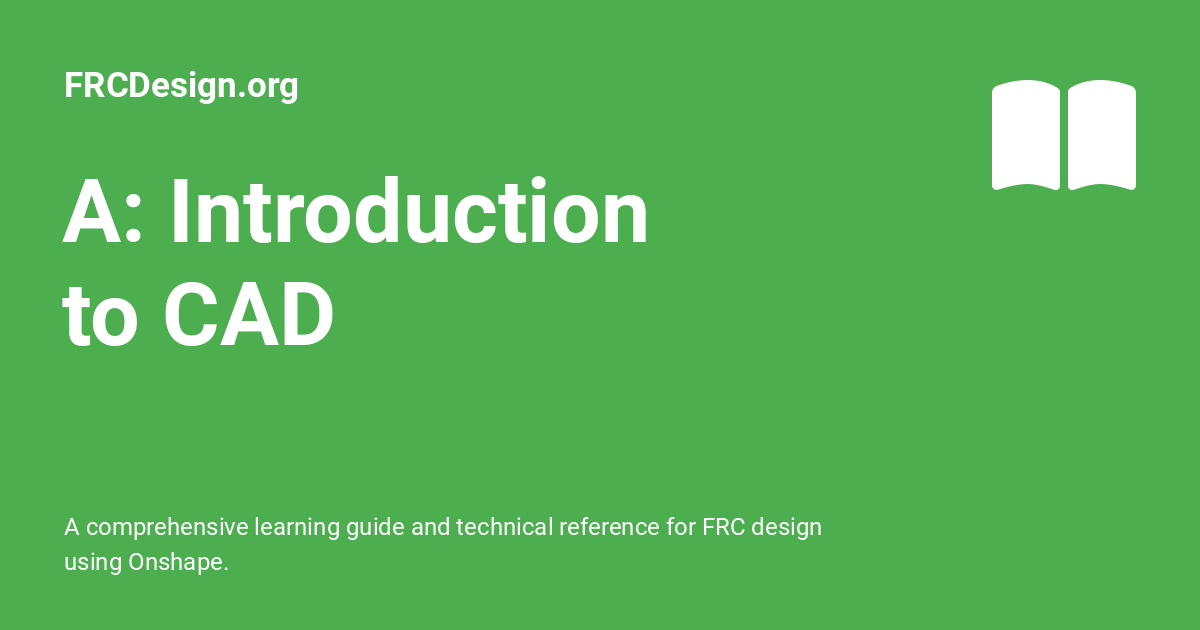 FRCDesign.org
A: Introduction
to CAD
A comprehensive learning guide and technical reference for FRC design
using Onshape.